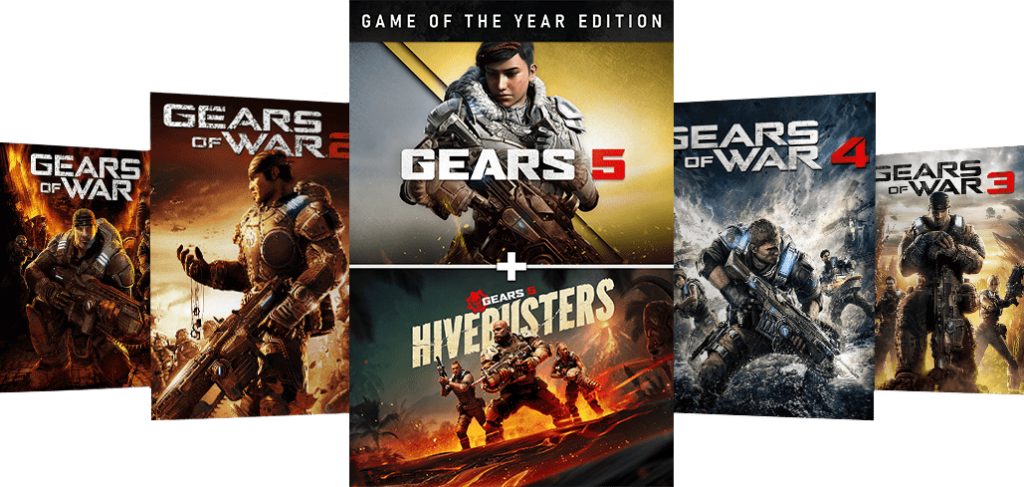 GEARS
OF WAR
GEARS
OF WAR 2
GAME OF THE YEAR EDITION
GEARS 5
+
GEARS 5
HIVEBUSTERS
GEARS
OF WAR 4
GEARS
OF WAR 3